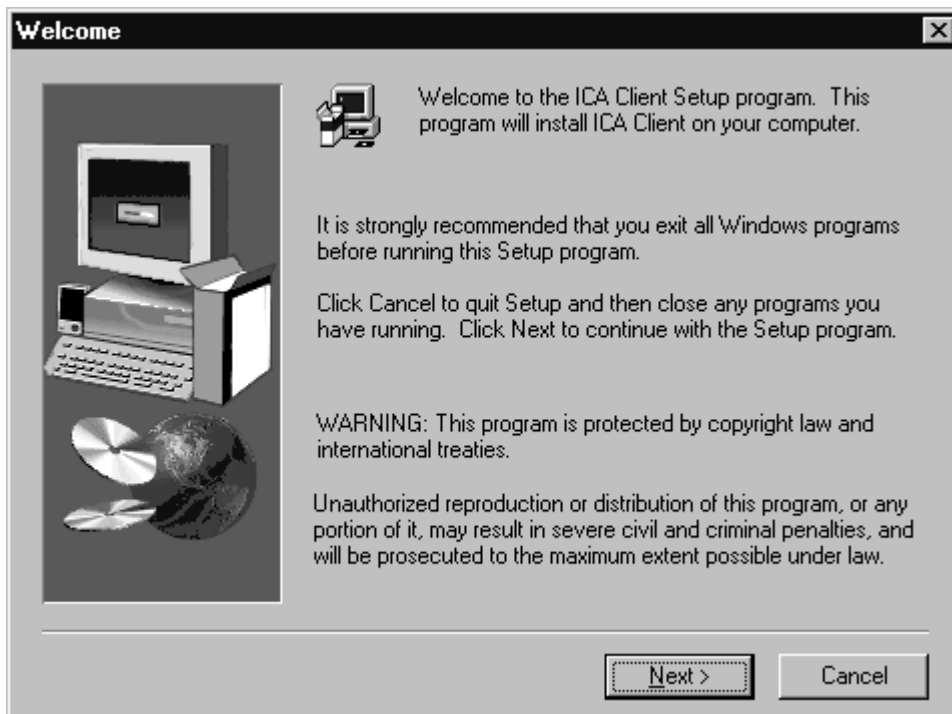 Welcome
Welcome to the ICA Client Setup program. This
program will install ICA Client on your computer.
It is strongly recommended that you exit all Windows programs
before running this Setup program.
Click Cancel to quit Setup and then close any programs you
have running. Click Next to continue with the Setup program.
WARNING: This program is protected by copyright law and
international treaties.
Unauthorized reproduction or distribution of this program, or any
portion of it, may result in severe civil and criminal penalties, and
will be prosecuted to the maximum extent possible under law.
Next >
Cancel